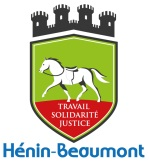 TRAVAIL
SOLIDARITÉ
JUSTICE
Hénin-Beaumont